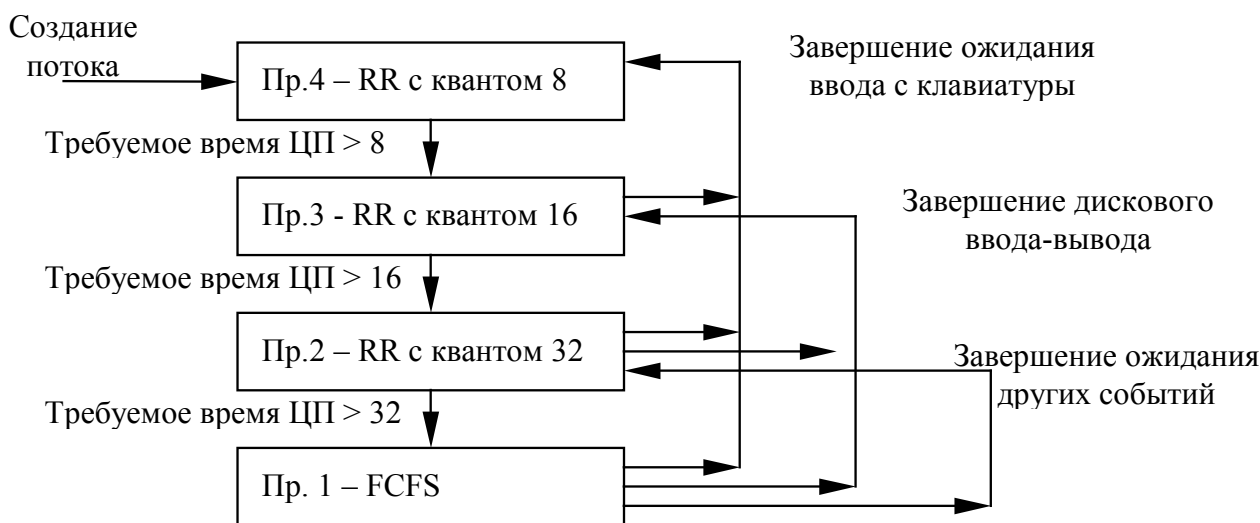 Создание
потока
Пр.4 – RR с квантом 8
Завершение ожидания
ввода с клавиатуры
Требуемое время ЦП > 8
Пр.3 - RR с квантом 16
Завершение дискового
ввода-вывода
Требуемое время ЦП > 16
Пр.2 – RR с квантом 32
Завершение ожидания
других событий
Требуемое время ЦП > 32
Пр. 1 – FCFS